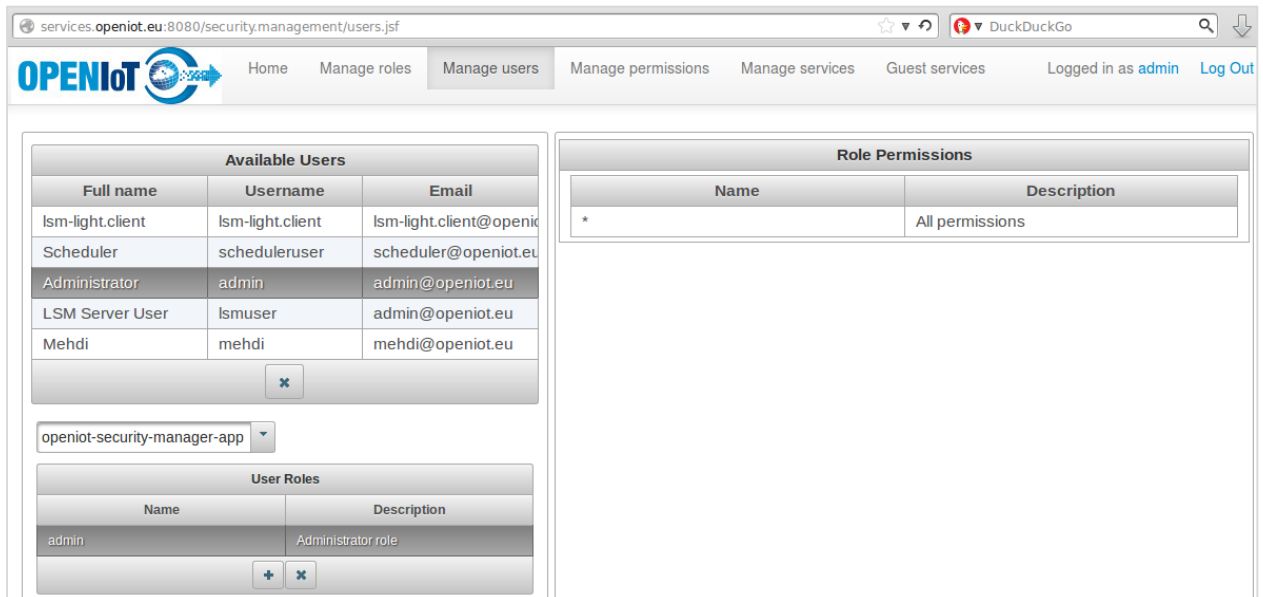 services.openiot.eu:8080/security.management/users.jsf DuckDuckGo
OPENIoT Home Manage roles Manage users Manage permissions Manage services Guest services Logged in as admin Log Out
Available Users
Full name Username Email
lsm-light.client lsm-light.client lsm-light.client@openio
Scheduler scheduleruser scheduler@openiot.eu
Administrator admin admin@openiot.eu
LSM Server User lsmuser admin@openiot.eu
Mehdi mehdi mehdi@openiot.eu
openiot-security-manager-app
User Roles
Name Description
admin Administrator role
Role Permissions
Name Description
* All permissions